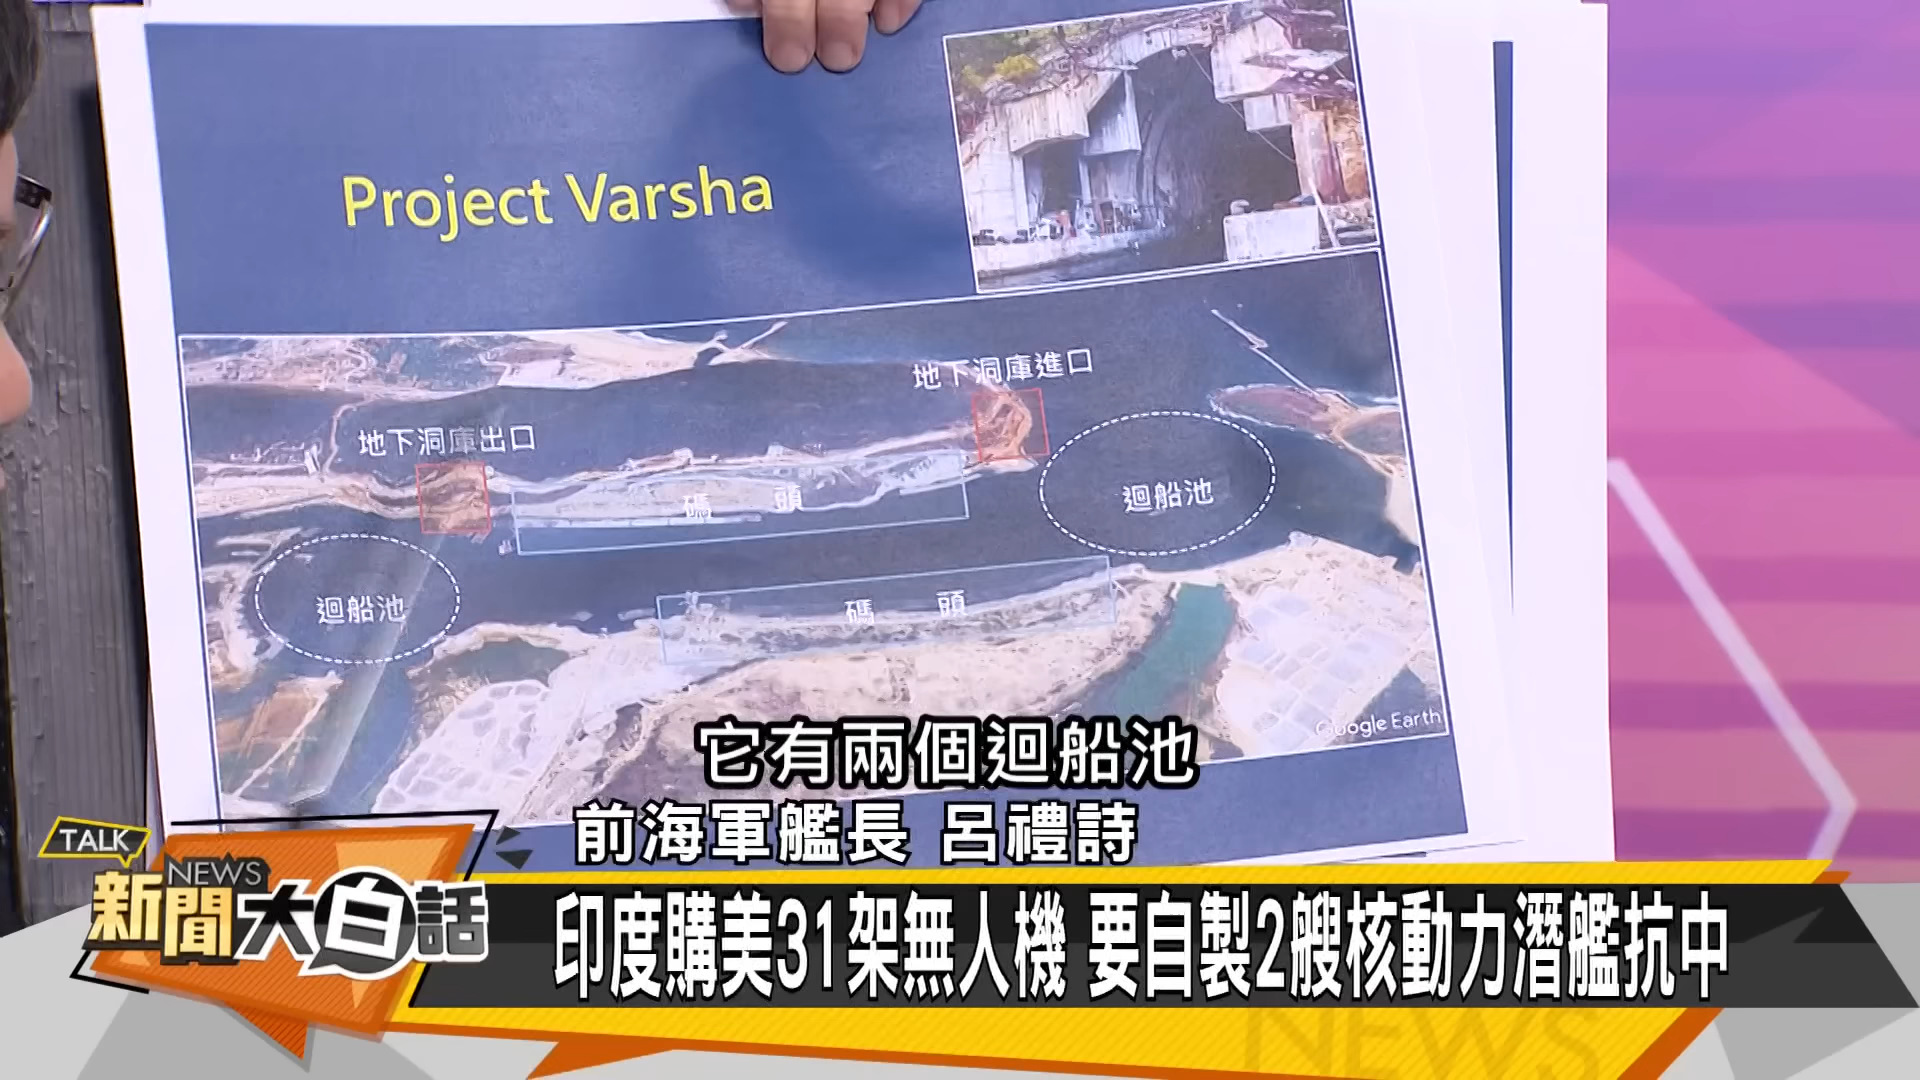 Project Varsha
地下洞庫進口
地下洞庫出口
碼頭
迴船池
迴船池
碼頭
Google Earth
它有兩個迴船池
前海軍艦長 呂禮詩
TALK
NEWS
新聞大白話
印度購美31架無人機 要自製2艘核動力潛艦抗中
NEWS